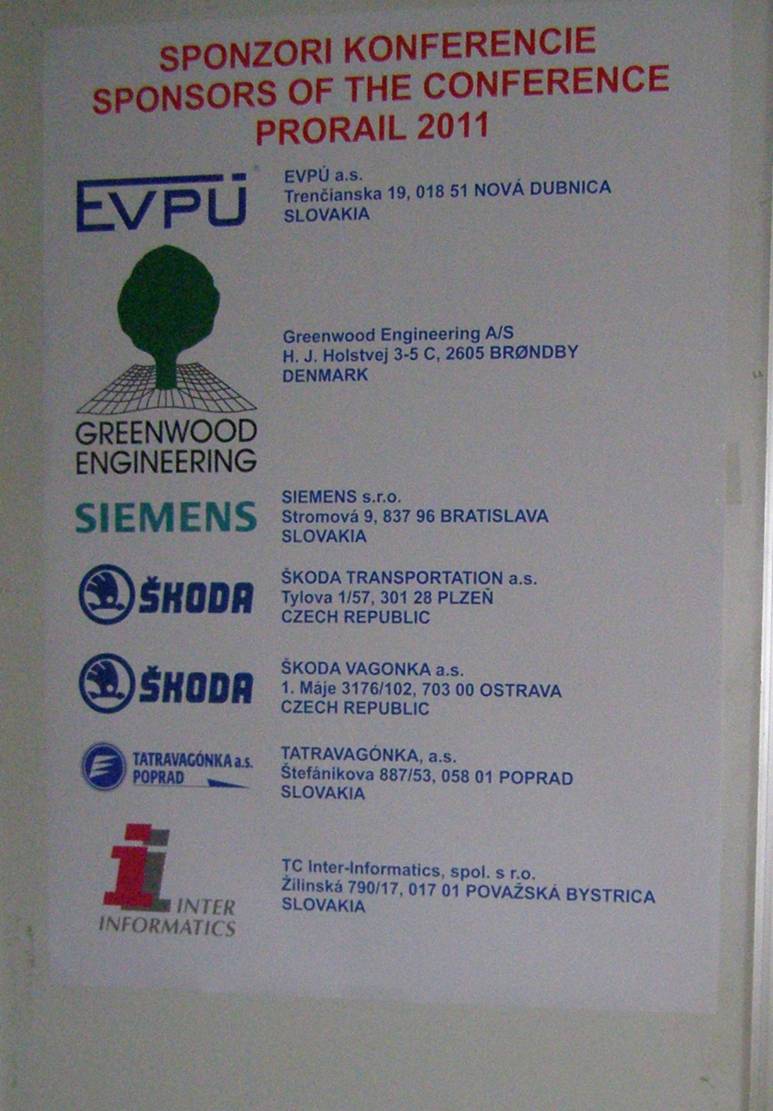 SPONZORI KONFERENCIE
SPONSORS OF THE CONFERENCE
PRORAIL 2011
EVPÚ
EVPÚ a.s.
Trenčianska 19, 018 51 NOVÁ DUBNICA
SLOVAKIA
GREENWOOD
ENGINEERING
Greenwood Engineering A/S
H. J. Holstvej 3-5 C, 2605 BRØNDBY
DENMARK
SIEMENS
SIEMENS s.r.o.
Stromová 9, 837 96 BRATISLAVA
SLOVAKIA
ŠKODA
ŠKODA TRANSPORTATION a.s.
Tylova 1/57, 301 28 PLZEŇ
CZECH REPUBLIC
ŠKODA
ŠKODA VAGONKA a.s.
1. Máje 3176/102, 703 00 OSTRAVA
CZECH REPUBLIC
TATRAVAGÓNKA a.s.
POPRAD
TATRAVAGÓNKA, a.s.
Štefánikova 887/53, 058 01 POPRAD
SLOVAKIA
INTER
INFORMATICS
TC Inter-Informatics, spol. s r.o.
Žilinská 790/17, 017 01 POVAŽSKÁ BYSTRICA
SLOVAKIA